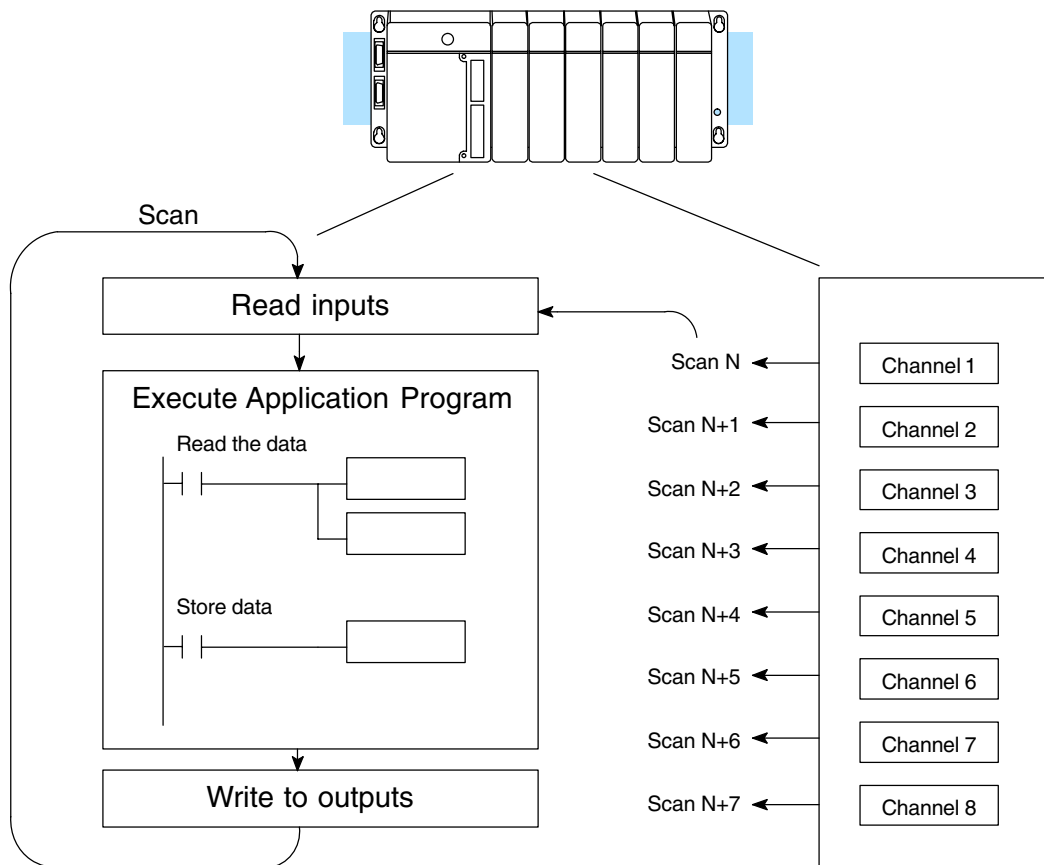 Scan
Read inputs
Execute Application Program
Read the data
Store data
Write to outputs
Scan N
Channel 1
Scan N+1
Channel 2
Scan N+2
Channel 3
Scan N+3
Channel 4
Scan N+4
Channel 5
Scan N+5
Channel 6
Scan N+6
Channel 7
Scan N+7
Channel 8